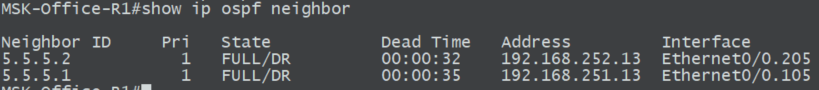 MSK-Office-R1#show ip ospf neighbor
Neighbor ID     Pri   State           Dead Time   Address         Interface
5.5.5.2           1   FULL/DR         00:00:32    192.168.252.13  Ethernet0/0.205
5.5.5.1           1   FULL/DR         00:00:35    192.168.251.13  Ethernet0/0.105
MSK-Office-R1#